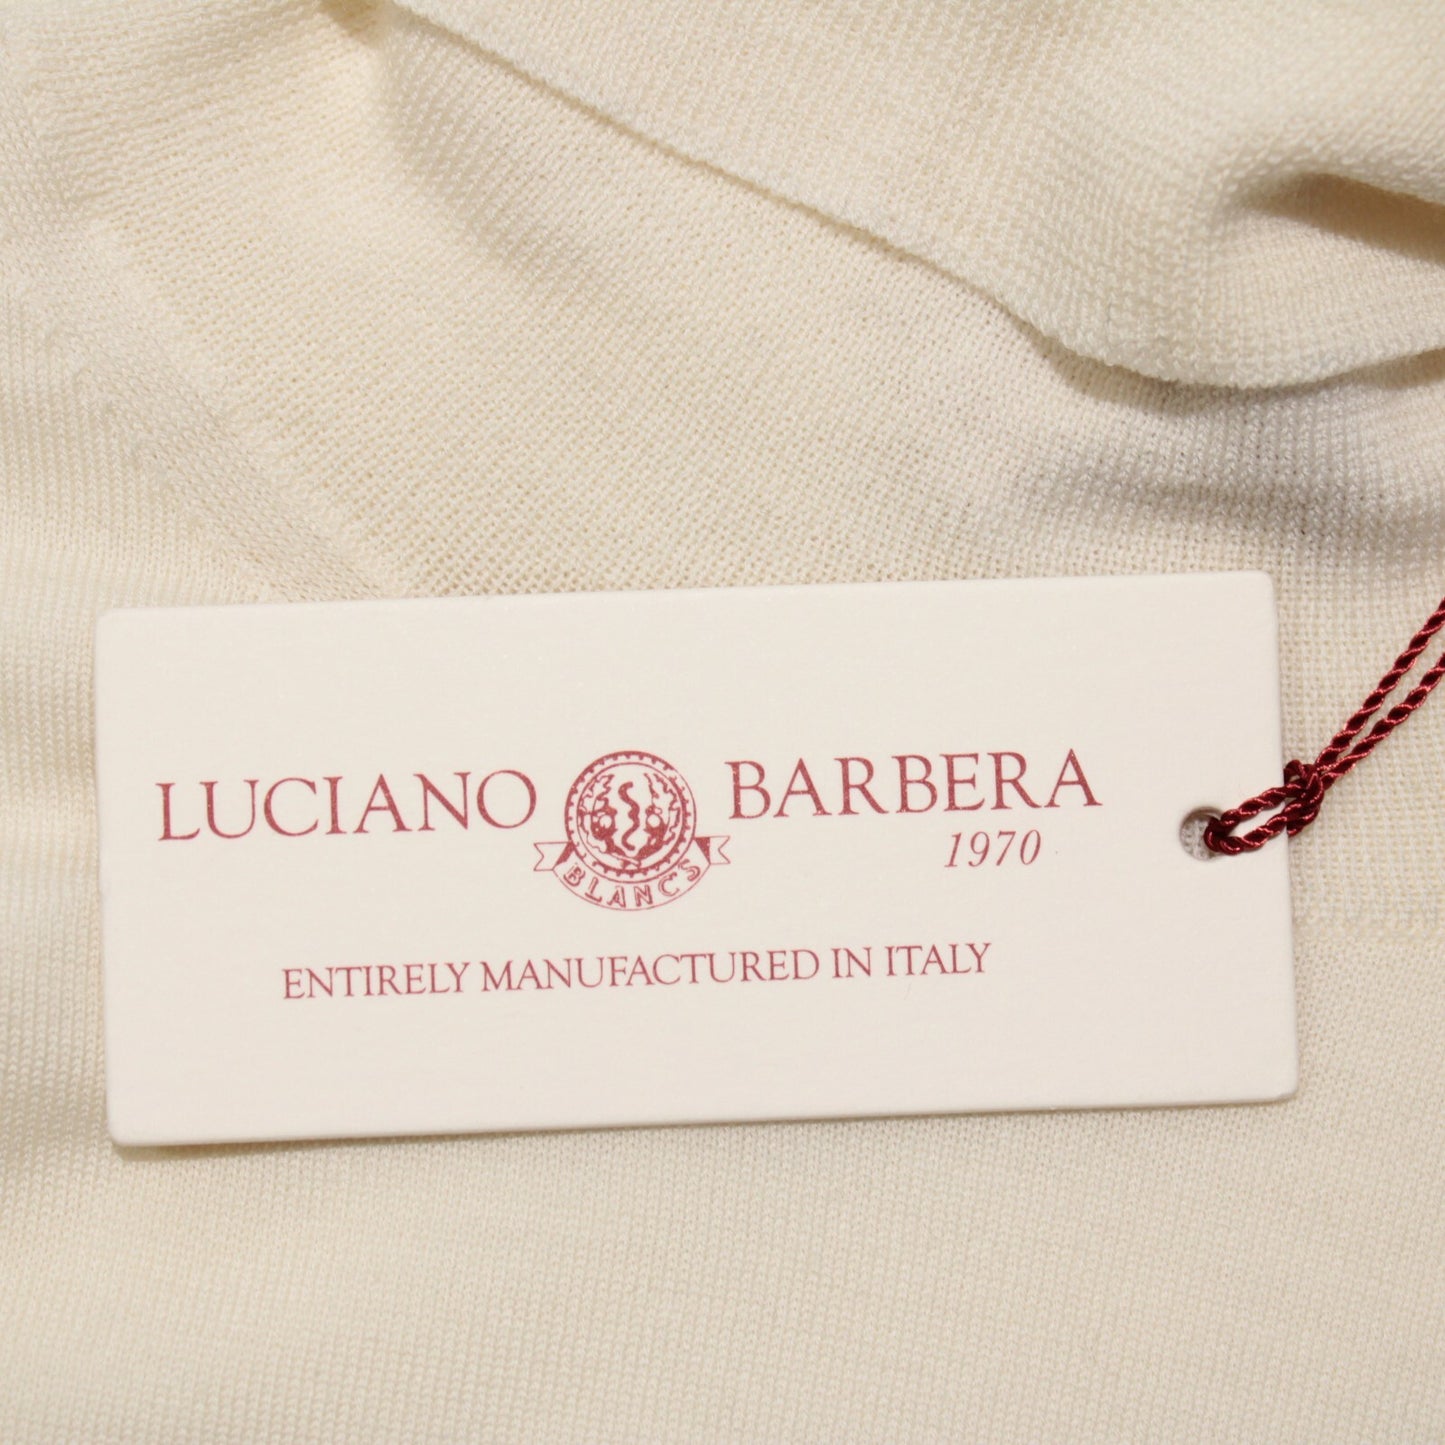 LUCIANO BARBERA
BLANCS
1970
ENTIRELY MANUFACTURED IN ITALY